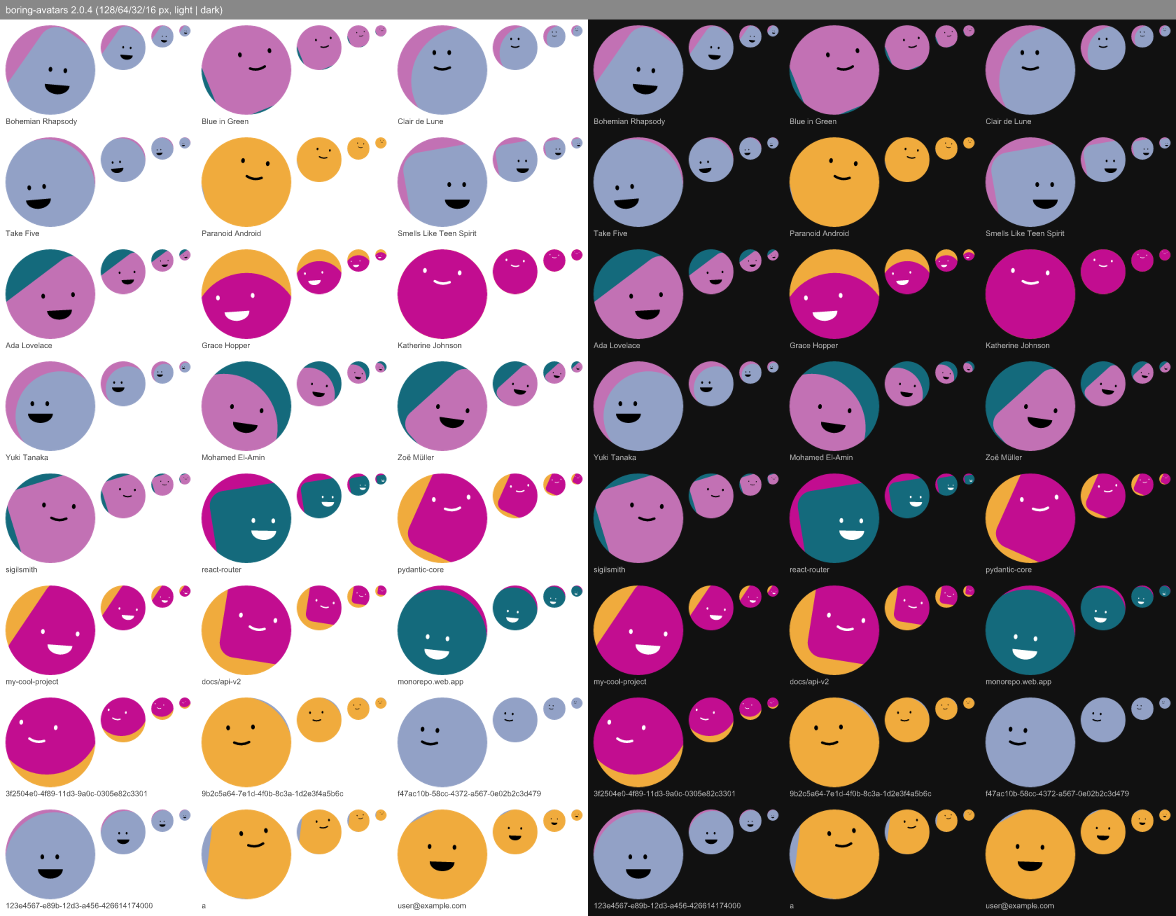 boring-avatars 2.0.4 (128/64/32/16 px, light | dark)
Bohemian Rhapsody Blue in Green Clair de Lune Bohemian Rhapsody Blue in Green Clair de Lune
Take Five Paranoid Android Smells Like Teen Spirit Take Five Paranoid Android Smells Like Teen Spirit
Ada Lovelace Grace Hopper Katherine Johnson Ada Lovelace Grace Hopper Katherine Johnson
Yuki Tanaka Mohamed El-Amin Zoë Müller Yuki Tanaka Mohamed El-Amin Zoë Müller
sigilsmith react-router pydantic-core sigilsmith react-router pydantic-core
my-cool-project docs/api-v2 monorepo.web.app my-cool-project docs/api-v2 monorepo.web.app
3f2504e0-4f89-11d3-9a0c-0305e82c3301 9b2c5a64-7e1d-4f0b-8c3a-1d2e3f4a5b6c f47ac10b-58cc-4372-a567-0e02b2c3d479 3f2504e0-4f89-11d3-9a0c-0305e82c3301 9b2c5a64-7e1d-4f0b-8c3a-1d2e3f4a5b6c f47ac10b-58cc-4372-a567-0e02b2c3d479
123e4567-e89b-12d3-a456-426614174000 a user@example.com 123e4567-e89b-12d3-a456-426614174000 a user@example.com